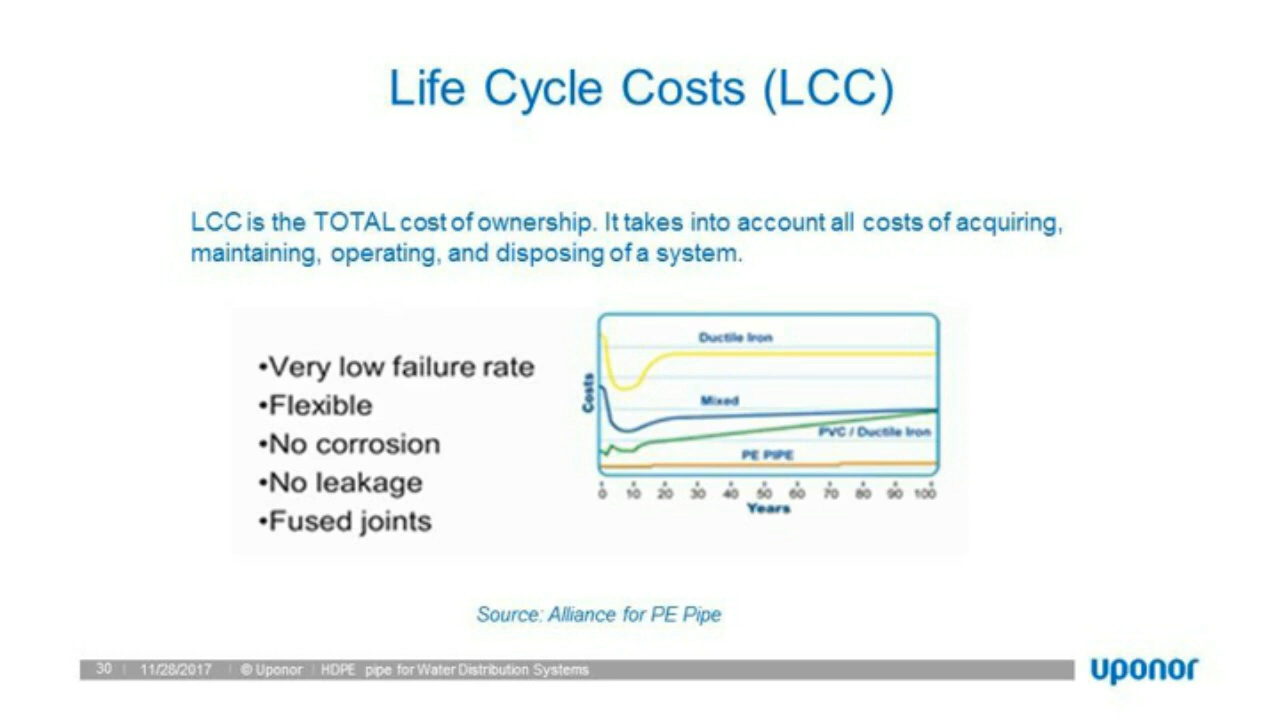 Life Cycle Costs (LCC)
LCC is the TOTAL cost of ownership. It takes into account all costs of acquiring,
maintaining, operating, and disposing of a system.
•Very low failure rate
•Flexible
•No corrosion
•No leakage
•Fused joints
Costs
Ductile Iron
Mixed
PVC / Ductile Iron
PE PIPE
0 10 20 30 40 50 60 70 80 90 100
Years
Source: Alliance for PE Pipe
30 | 11/28/2017 | © Uponor | HDPE pipe for Water Distribution Systems
uponor